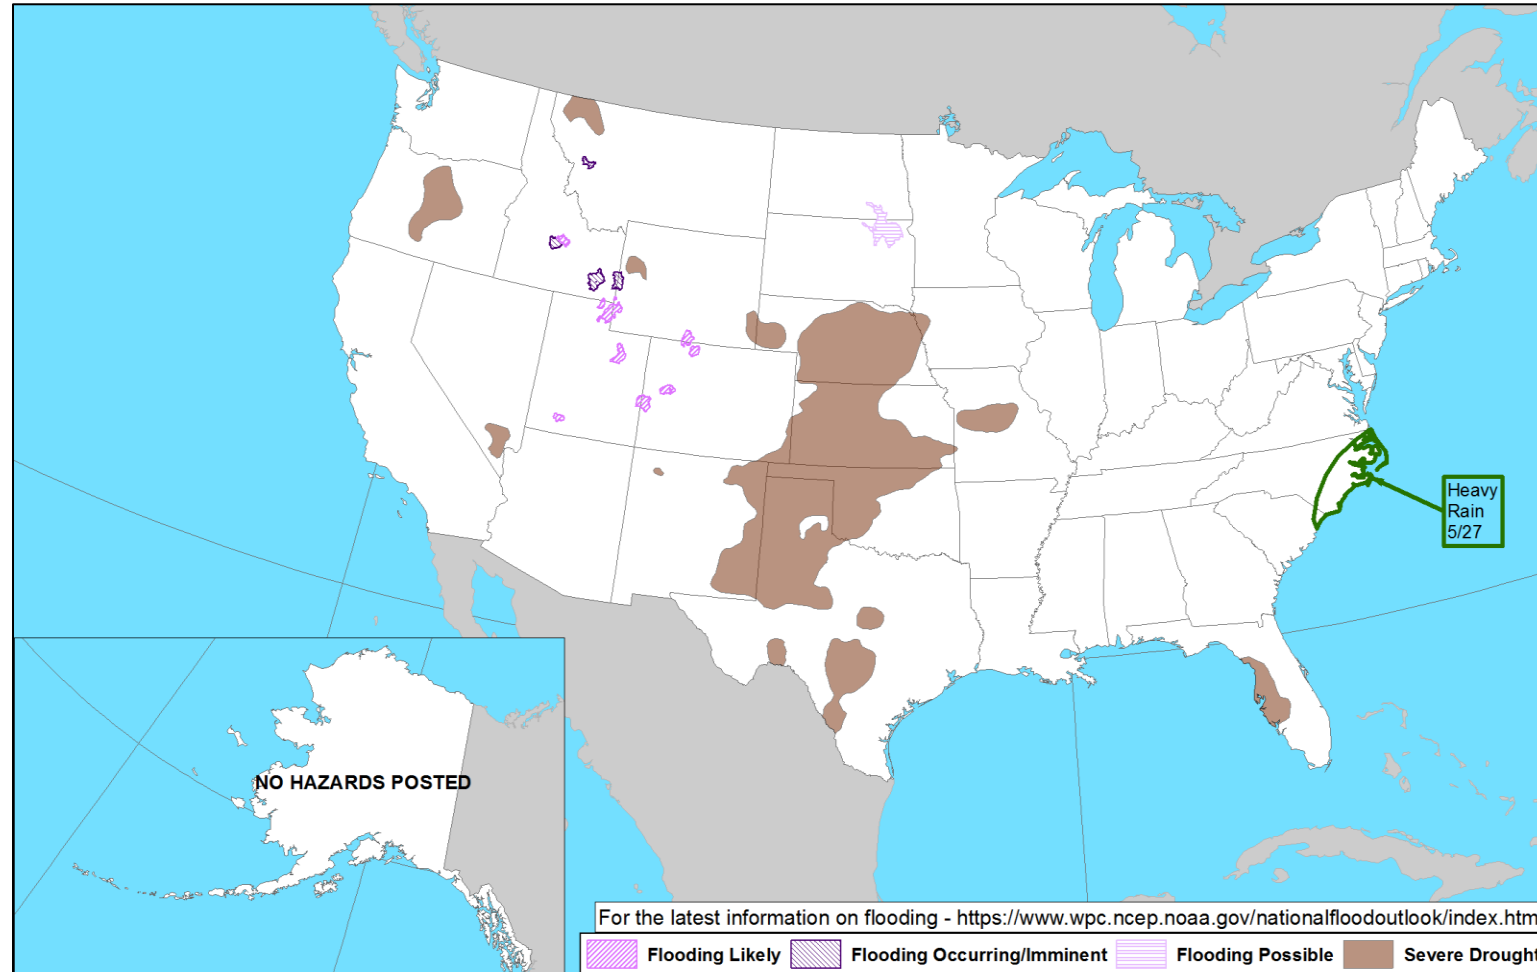 Heavy
Rain
5/27
NO HAZARDS POSTED
For the latest information on flooding - https://www.wpc.ncep.noaa.gov/nationalfloodoutlook/index.htm
Flooding Likely
Flooding Occurring/Imminent
Flooding Possible
Severe Drought